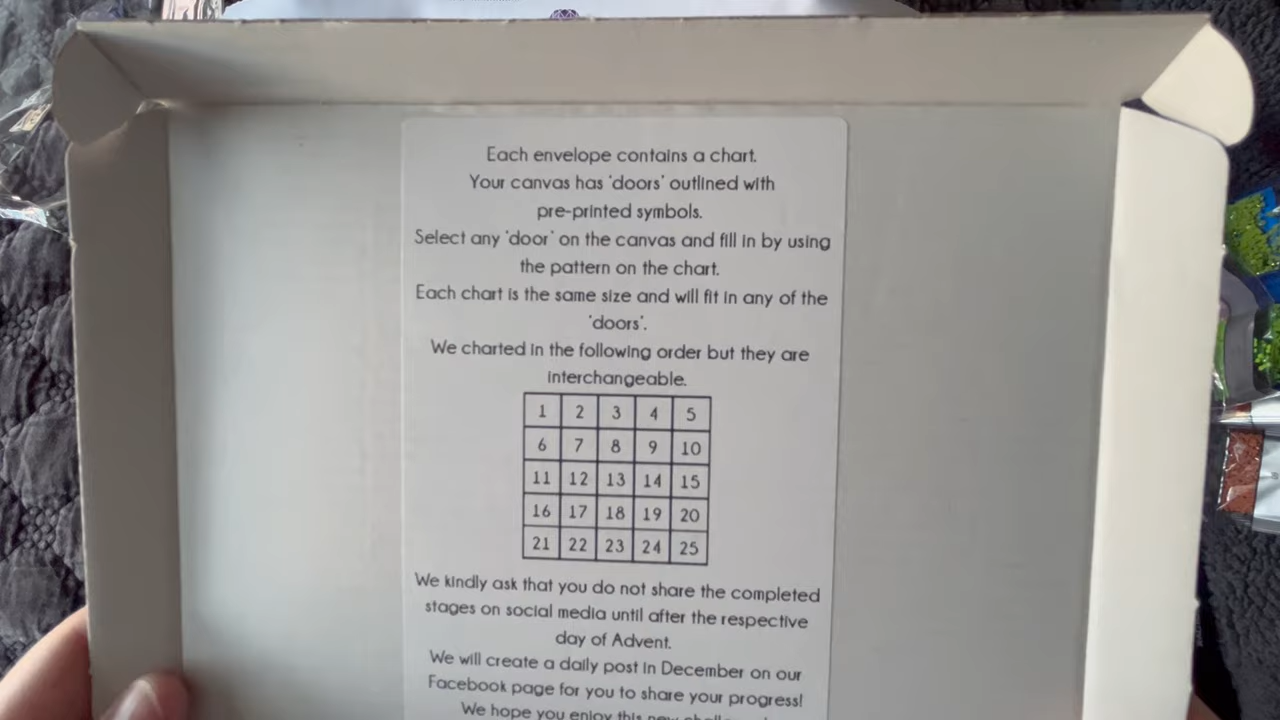 Each envelope contains a chart.
Your canvas has 'doors' outlined with
pre-printed symbols.
Select any 'door' on the canvas and fill in by using
the pattern on the chart.
Each chart is the same size and will fit in any of the
'doors'.
We charted in the following order but they are
interchangeable.
1 2 3 4 5
6 7 8 9 10
11 12 13 14 15
16 17 18 19 20
21 22 23 24 25
We kindly ask that you do not share the completed
stages on social media until after the respective
day of Advent.
We will create a daily post in December on our
Facebook page for you to share your progress!
We hope you enjoy this new